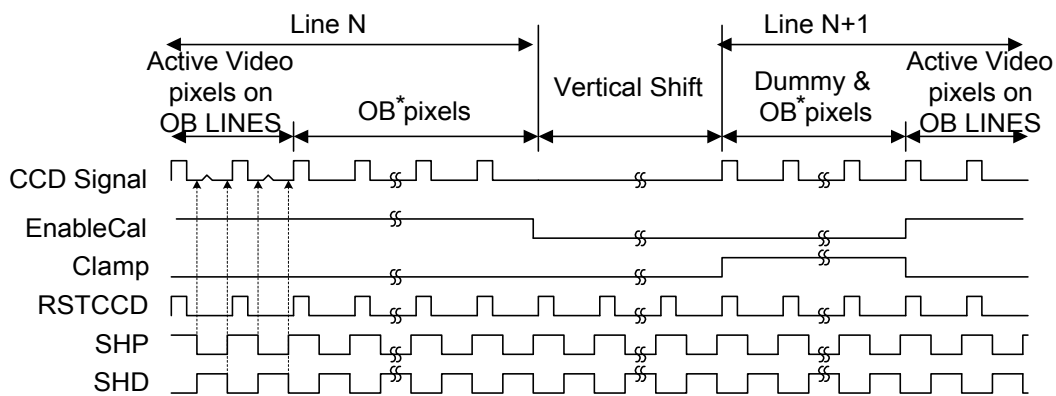 Line N
Line N+1
Active Video
pixels on
OB LINES
OB*pixels
Vertical Shift
Dummy &
OB*pixels
Active Video
pixels on
OB LINES
CCD Signal
EnableCal
Clamp
RSTCCD
SHP
SHD